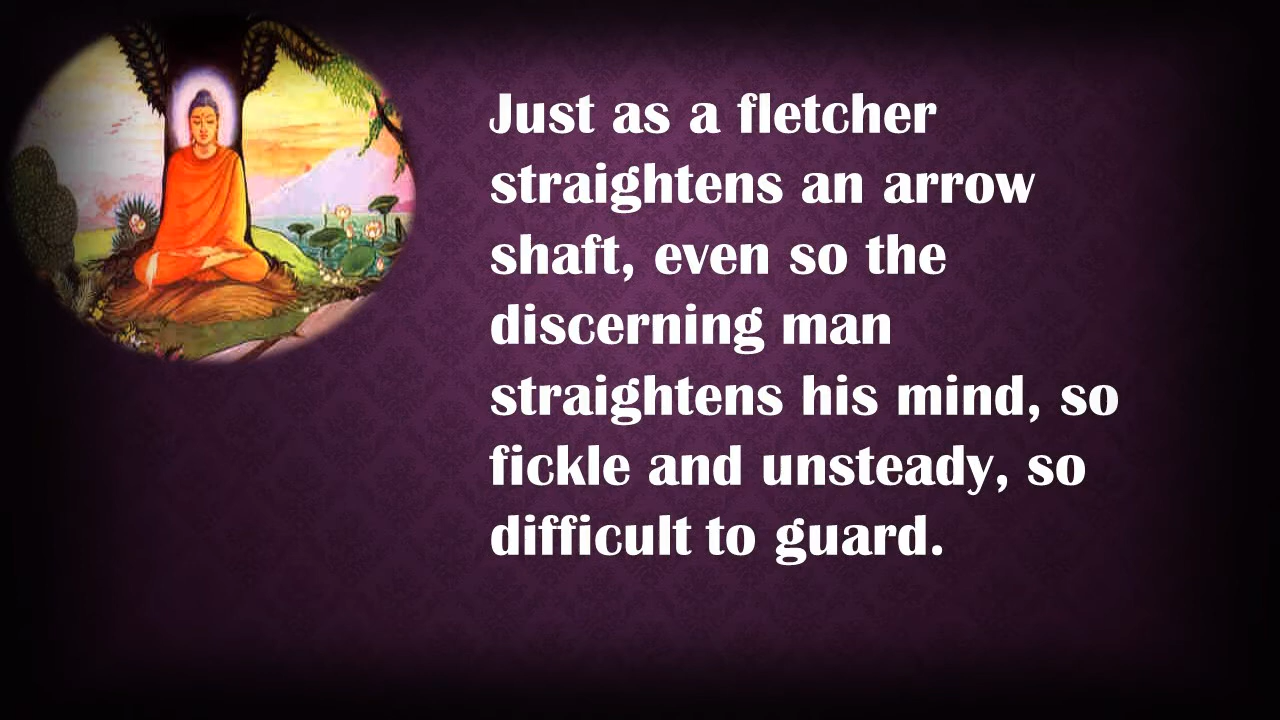 Just as a fletcher
straightens an arrow
shaft, even so the
discerning man
straightens his mind, so
fickle and unsteady, so
difficult to guard.